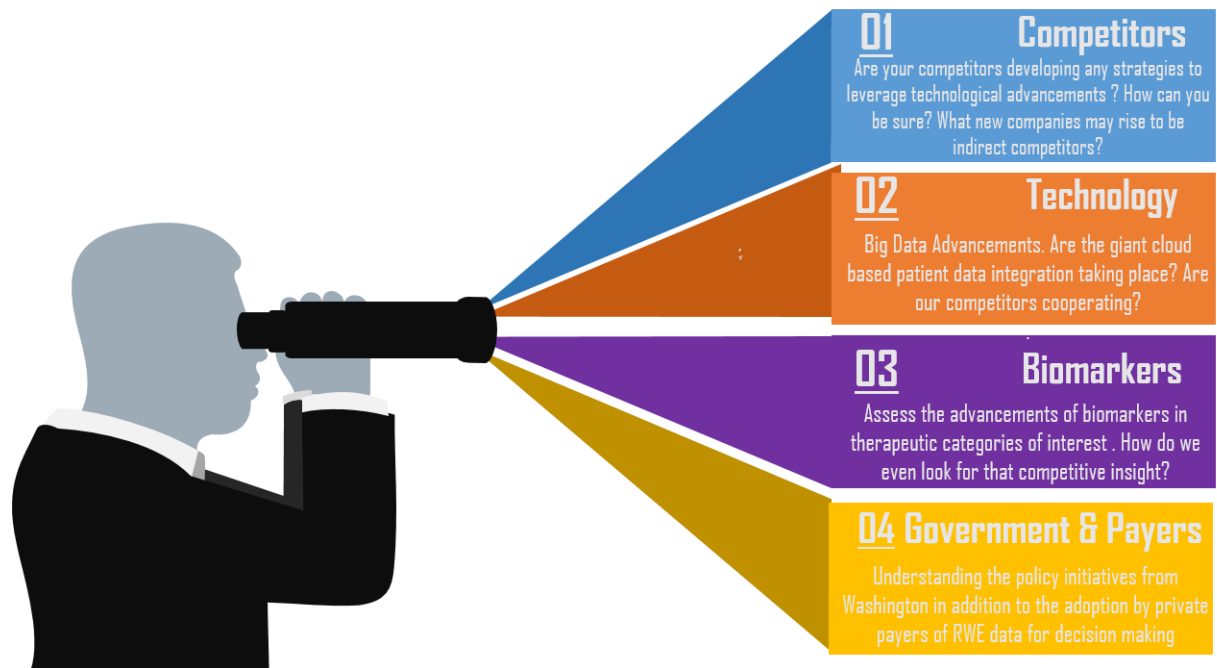 01 Competitors
Are your competitors developing any strategies to
leverage technological advancements ? How can you
be sure? What new companies may rise to be
indirect competitors?
02 Technology
Big Data Advancements. Are the giant cloud
based patient data integration taking place? Are
our competitors cooperating?
03 Biomarkers
Assess the advancements of biomarkers in
therapeutic categories of interest . How do we
even look for that competitive insight?
04 Government & Payers
Understanding the policy initiatives from
Washington in addition to the adoption by private
payers of RWE data for decision making